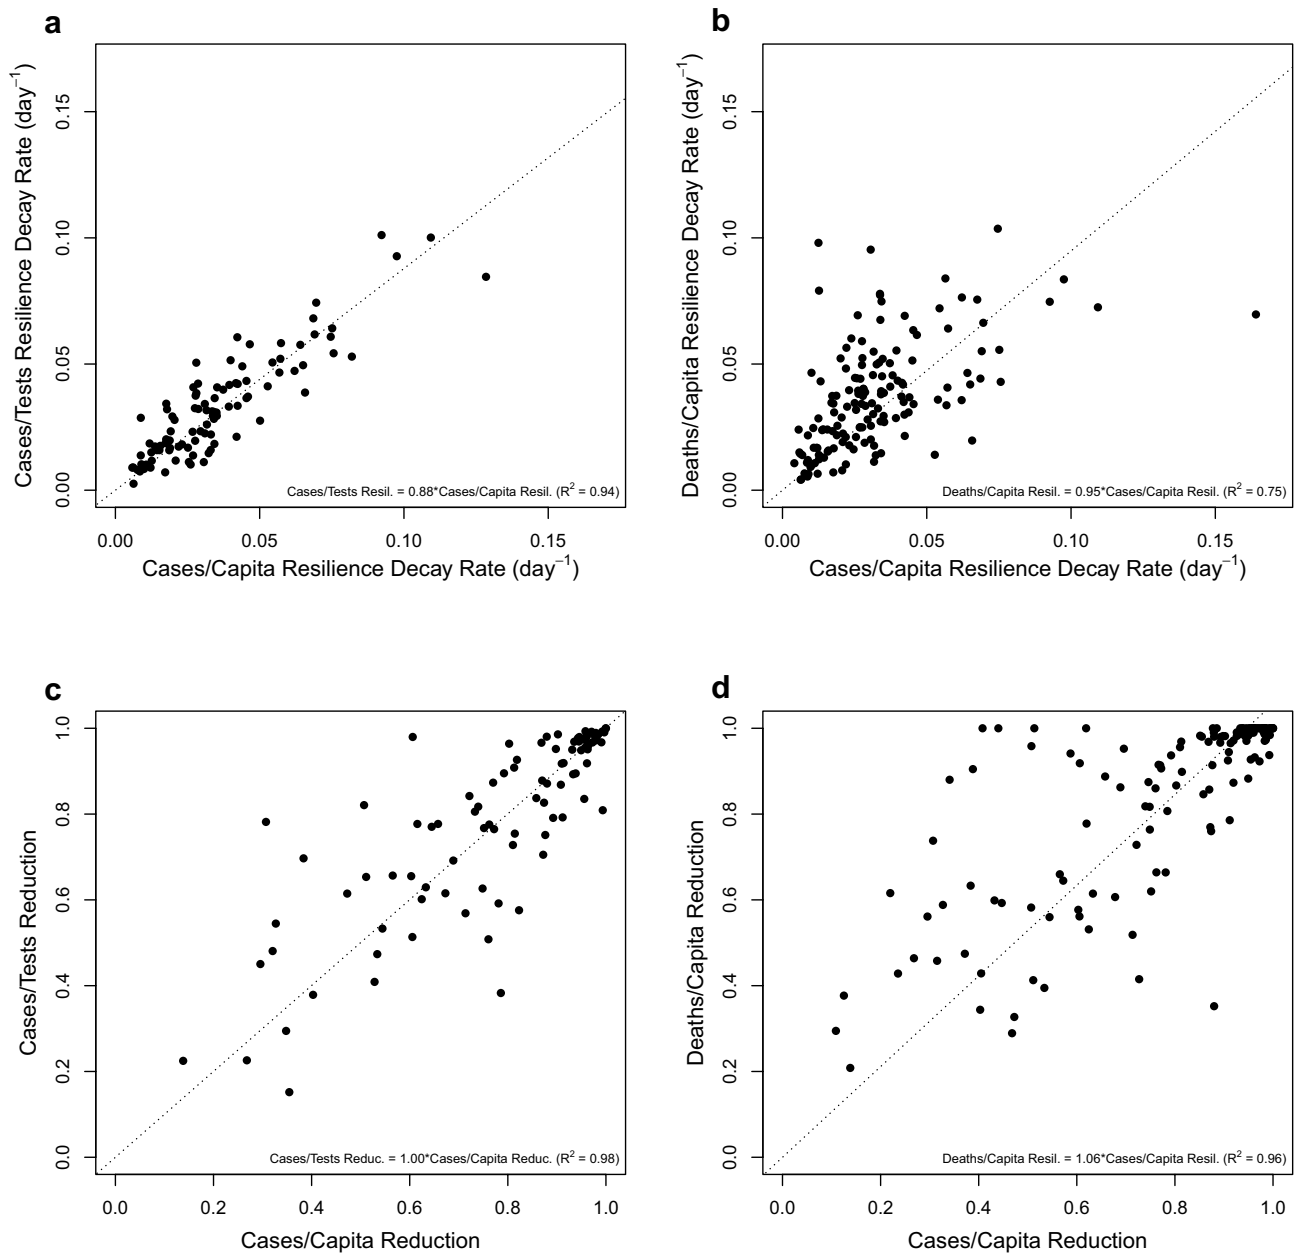 a
Cases/Tests Resilience Decay Rate (day⁻¹)
0.15
0.10
0.05
0.00
Cases/Tests Resil. = 0.88*Cases/Capita Resil. (R² = 0.94)
0.00 0.05 0.10 0.15
Cases/Capita Resilience Decay Rate (day⁻¹)
b
Deaths/Capita Resilience Decay Rate (day⁻¹)
0.15
0.10
0.05
0.00
Deaths/Capita Resil. = 0.95*Cases/Capita Resil. (R² = 0.75)
0.00 0.05 0.10 0.15
Cases/Capita Resilience Decay Rate (day⁻¹)
c
Cases/Tests Reduction
1.0
0.8
0.6
0.4
0.2
0.0
Cases/Tests Reduc. = 1.00*Cases/Capita Reduc. (R² = 0.98)
0.0 0.2 0.4 0.6 0.8 1.0
Cases/Capita Reduction
d
Deaths/Capita Reduction
1.0
0.8
0.6
0.4
0.2
0.0
Deaths/Capita Resil. = 1.06*Cases/Capita Resil. (R² = 0.96)
0.0 0.2 0.4 0.6 0.8 1.0
Cases/Capita Reduction